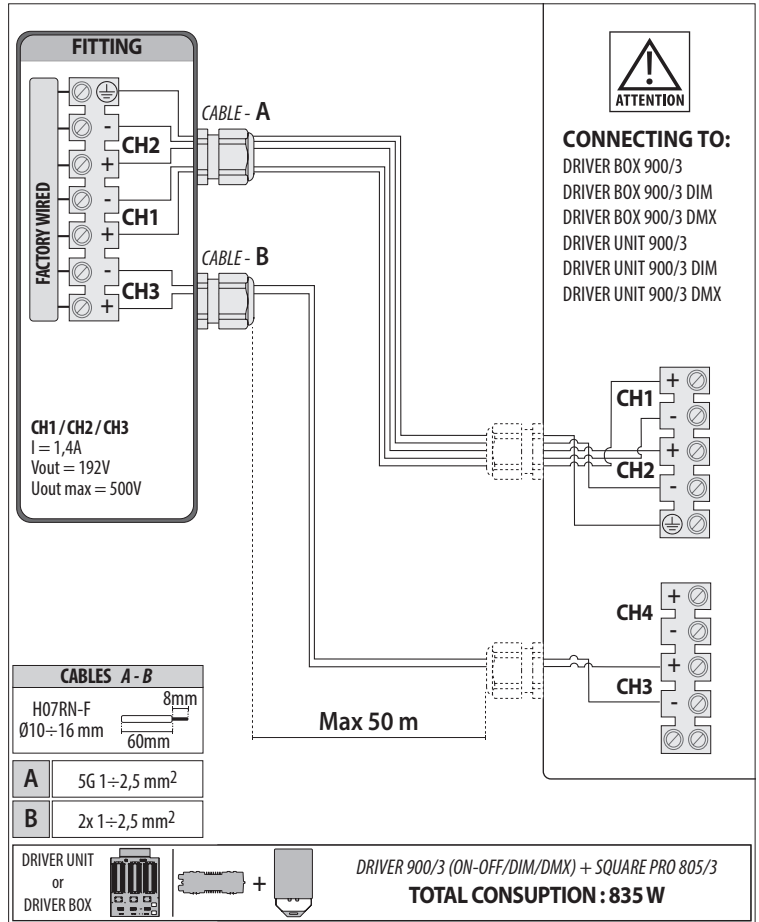 FITTING
FACTORY WIRED
-
CH2
+
-
CH1
+
-
CH3
+
CABLE - A
CABLE - B
CH1 / CH2 / CH3
I = 1,4A
Vout = 192V
Uout max = 500V
ATTENTION
CONNECTING TO:
DRIVER BOX 900/3
DRIVER BOX 900/3 DIM
DRIVER BOX 900/3 DMX
DRIVER UNIT 900/3
DRIVER UNIT 900/3 DIM
DRIVER UNIT 900/3 DMX
+
CH1
-
+
CH2
-
+
CH4
-
+
CH3
-
Max 50 m
CABLES A - B
H07RN-F
Ø10÷16 mm
8mm
60mm
A 5G 1÷2,5 mm²
B 2x 1÷2,5 mm²
DRIVER UNIT
or
DRIVER BOX
+
DRIVER 900/3 (ON-OFF/DIM/DMX) + SQUARE PRO 805/3
TOTAL CONSUPTION : 835 W